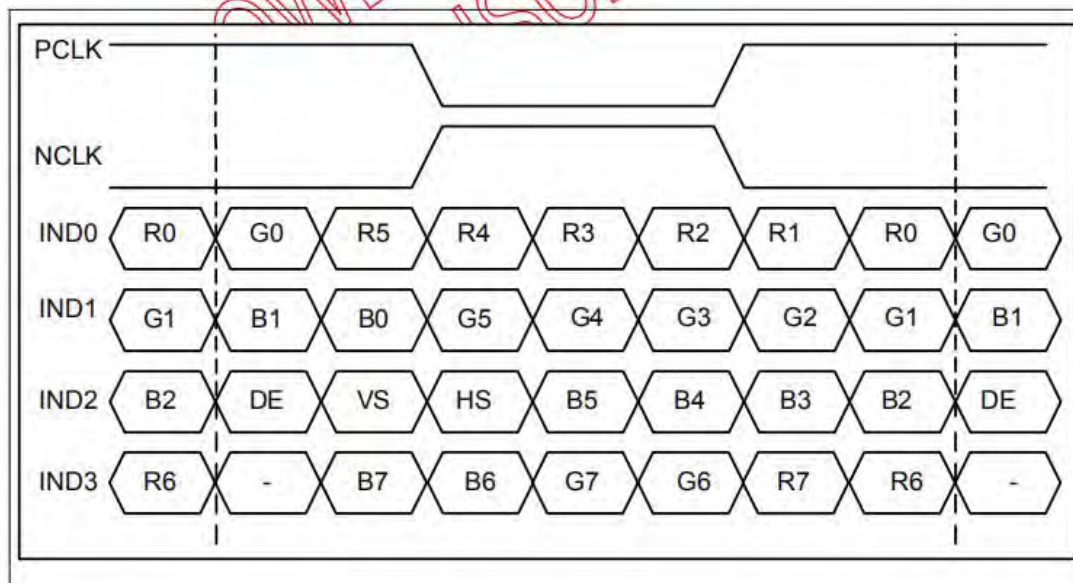 PCLK
NCLK
IND0 R0 G0 R5 R4 R3 R2 R1 R0 G0
IND1 G1 B1 B0 G5 G4 G3 G2 G1 B1
IND2 B2 DE VS HS B5 B4 B3 B2 DE
IND3 R6 - B7 B6 G7 G6 R7 R6 -